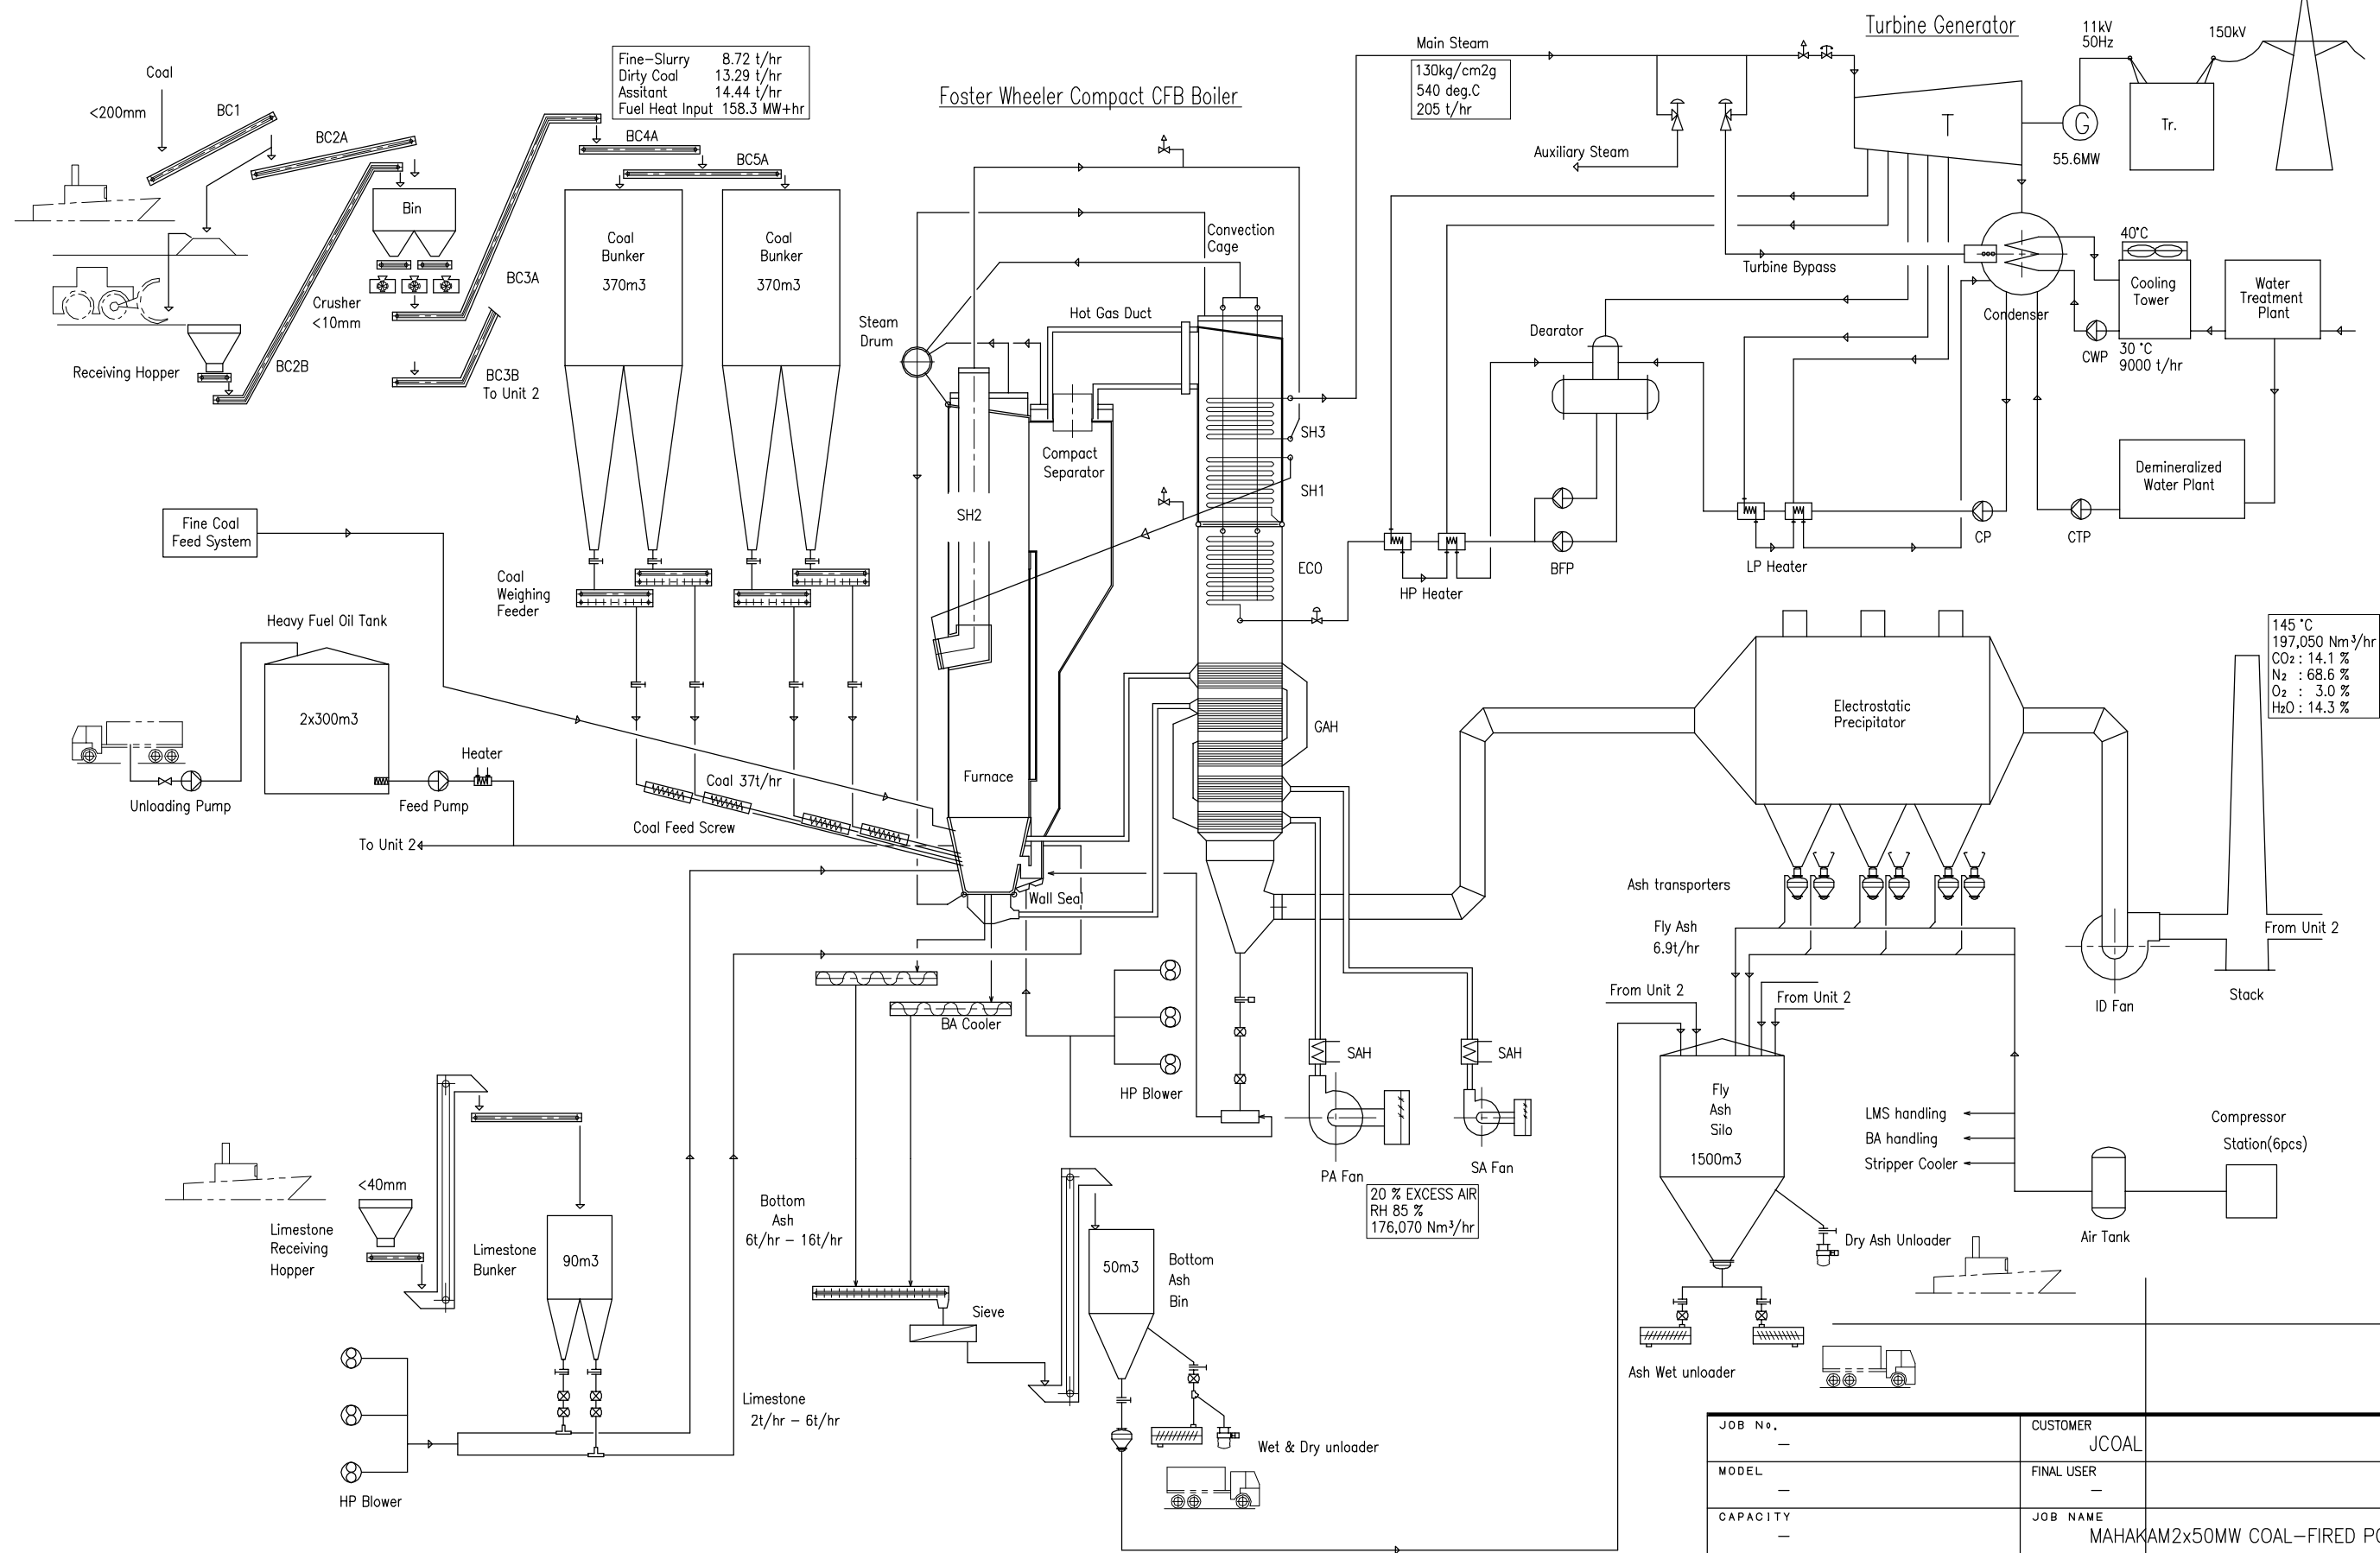 Turbine Generator
11kV
50Hz
150kV
Main Steam
130kg/cm2g
540 deg.C
205 t/hr
Fine-Slurry 8.72 t/hr
Dirty Coal 13.29 t/hr
Assitant 14.44 t/hr
Fuel Heat Input 158.3 MW+hr
Foster Wheeler Compact CFB Boiler
Coal
<200mm
BC1
BC2A
BC4A
BC5A
T
G
Tr.
55.6MW
Auxiliary Steam
Bin
Coal
Bunker
370m3
Coal
Bunker
370m3
Convection
Cage
40°C
Turbine Bypass
Cooling
Tower
Water
Treatment
Plant
BC3A
Crusher
<10mm
Hot Gas Duct
Steam
Drum
Dearator
Condenser
CWP
30 °C
9000 t/hr
Receiving Hopper
BC2B
BC3B
To Unit 2
SH3
Compact
Separator
SH1
Demineralized
Water Plant
SH2
Fine Coal
Feed System
CP
CTP
ECO
BFP
LP Heater
HP Heater
Coal
Weighing
Feeder
Heavy Fuel Oil Tank
2x300m3
145 °C
197,050 Nm³/hr
CO₂ : 14.1 %
N₂ : 68.6 %
O₂ : 3.0 %
H₂O : 14.3 %
Electrostatic
Precipitator
GAH
Heater
Furnace
Coal 37t/hr
Unloading Pump
Feed Pump
Coal Feed Screw
To Unit 2
Wall Seal
Ash transporters
Fly Ash
6.9t/hr
From Unit 2
From Unit 2
From Unit 2
ID Fan
Stack
BA Cooler
SAH
SAH
HP Blower
Fly
Ash
Silo
1500m3
LMS handling
BA handling
Stripper Cooler
Compressor
Station(6pcs)
PA Fan
SA Fan
20 % EXCESS AIR
RH 85 %
176,070 Nm³/hr
<40mm
Limestone
Receiving
Hopper
Limestone
Bunker
90m3
Bottom
Ash
6t/hr - 16t/hr
50m3
Bottom
Ash
Bin
Dry Ash Unloader
Air Tank
Sieve
Ash Wet unloader
Limestone
2t/hr - 6t/hr
Wet & Dry unloader
HP Blower
JOB No.
-
CUSTOMER
JCOAL
MODEL
-
FINAL USER
-
CAPACITY
-
JOB NAME
MAHAKAM2x50MW COAL-FIRED